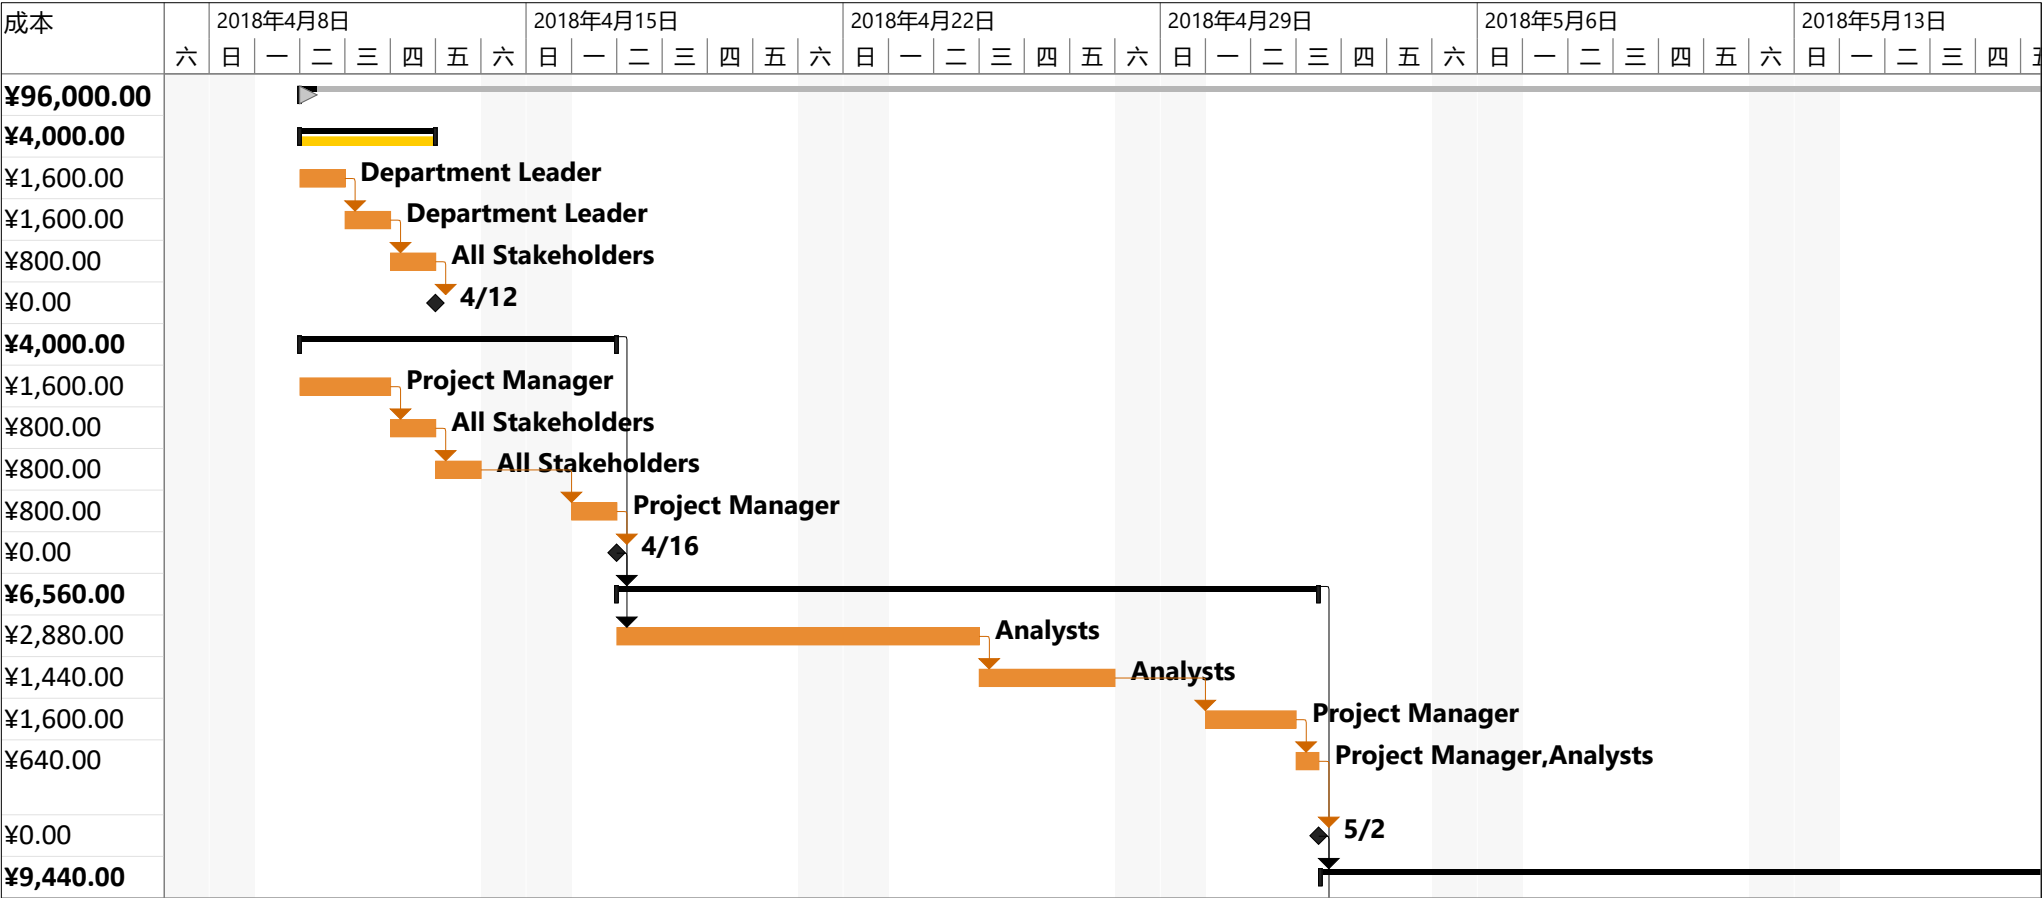 成本
2018年4月8日 2018年4月15日 2018年4月22日 2018年4月29日 2018年5月6日 2018年5月13日
六 日 一 二 三 四 五 六 日 一 二 三 四 五 六 日 一 二 三 四 五 六 日 一 二 三 四 五 六 日 一 二 三 四 五 六 日 一 二 三 四
¥96,000.00
¥4,000.00
¥1,600.00 Department Leader
¥1,600.00 Department Leader
¥800.00 All Stakeholders
¥0.00 4/12
¥4,000.00
¥1,600.00 Project Manager
¥800.00 All Stakeholders
¥800.00 All Stakeholders
¥800.00 Project Manager
¥0.00 4/16
¥6,560.00
¥2,880.00 Analysts
¥1,440.00 Analysts
¥1,600.00 Project Manager
¥640.00 Project Manager,Analysts
¥0.00 5/2
¥9,440.00